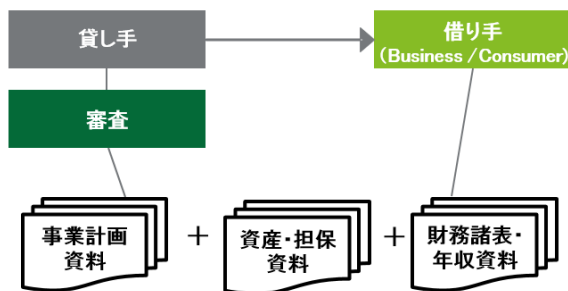 貸し手
借り手
(Business /Consumer)
審査
事業計画
資料
+
資産・担保
資料
+
財務諸表・
年収資料